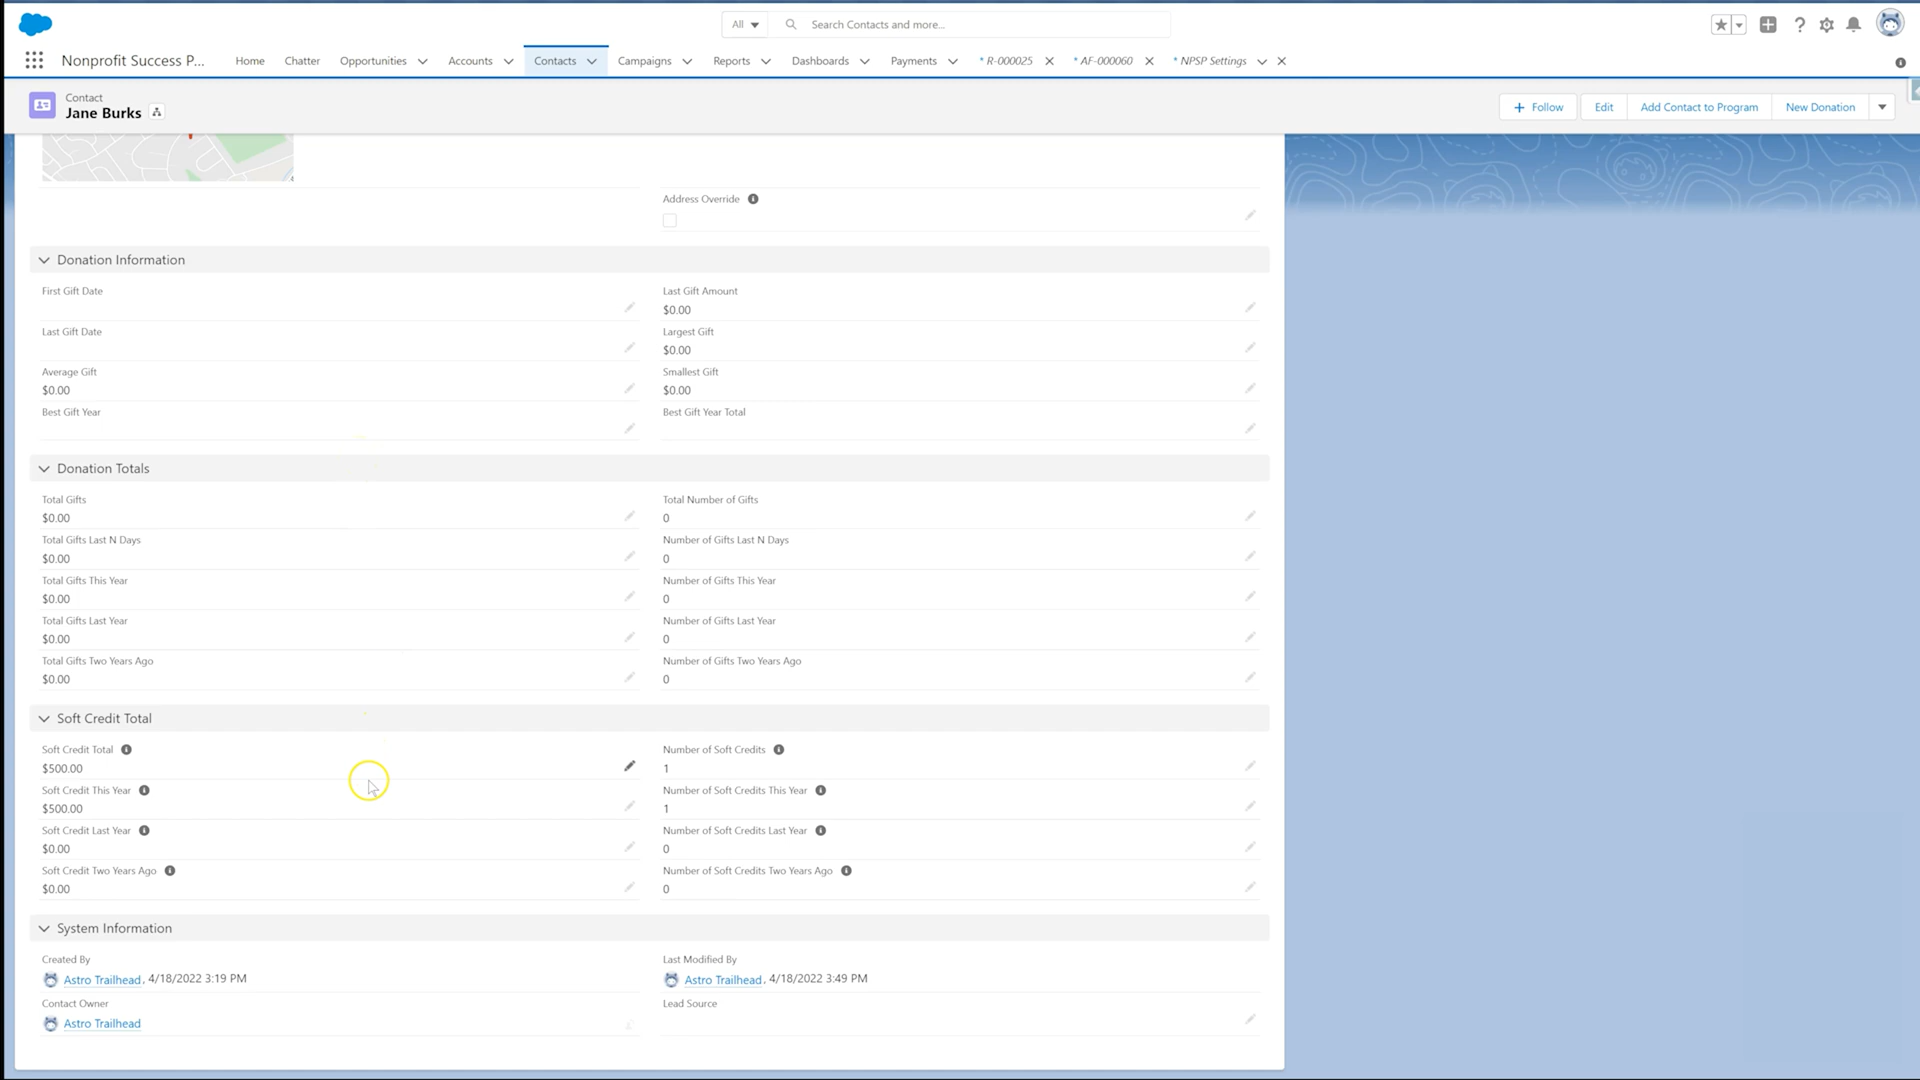 All
Search Contacts and more...
Nonprofit Success P...
Home
Chatter
Opportunities
Accounts
Contacts
Campaigns
Reports
Dashboards
Payments
* R-000025
* AF-000060
* NPSP Settings
Contact
Jane Burks
Follow
Edit
Add Contact to Program
New Donation
Address Override
Donation Information
First Gift Date
Last Gift Amount
$0.00
Last Gift Date
Largest Gift
$0.00
Average Gift
$0.00
Smallest Gift
$0.00
Best Gift Year
Best Gift Year Total
Donation Totals
Total Gifts
$0.00
Total Number of Gifts
0
Total Gifts Last N Days
$0.00
Number of Gifts Last N Days
0
Total Gifts This Year
$0.00
Number of Gifts This Year
0
Total Gifts Last Year
$0.00
Number of Gifts Last Year
0
Total Gifts Two Years Ago
$0.00
Number of Gifts Two Years Ago
0
Soft Credit Total
Soft Credit Total
$500.00
Number of Soft Credits
1
Soft Credit This Year
$500.00
Number of Soft Credits This Year
1
Soft Credit Last Year
$0.00
Number of Soft Credits Last Year
0
Soft Credit Two Years Ago
$0.00
Number of Soft Credits Two Years Ago
0
System Information
Created By
Astro Trailhead, 4/18/2022 3:19 PM
Last Modified By
Astro Trailhead, 4/18/2022 3:49 PM
Contact Owner
Astro Trailhead
Lead Source